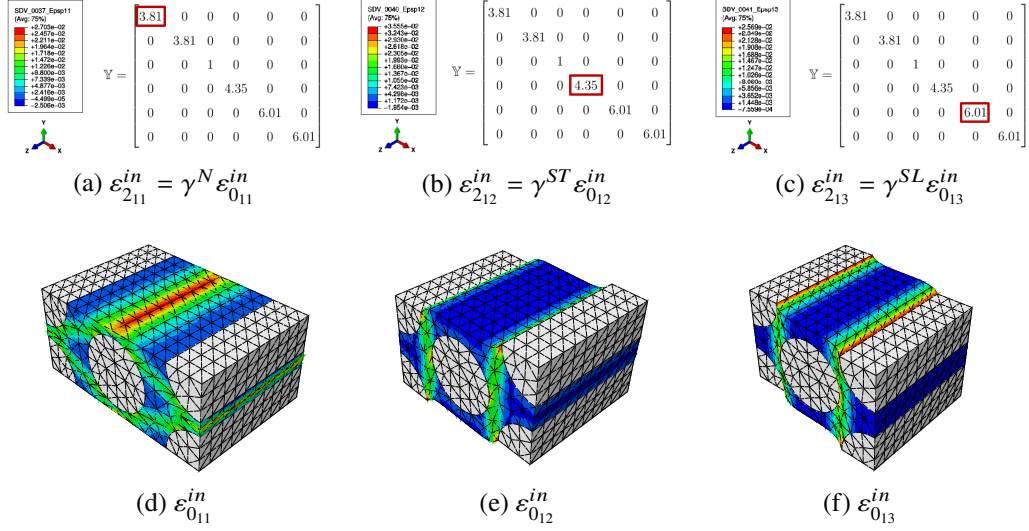 SDV_0037_Epsp11
(Avg: 75%)
+2.703e-02
+2.457e-02
+2.211e-02
+1.964e-02
+1.718e-02
+1.472e-02
+1.226e-02
+9.800e-03
+7.339e-03
+4.877e-03
+2.416e-03
-4.499e-05
-2.506e-03
Y
Z X
𝕐 =
3.81 0 0 0 0 0
0 3.81 0 0 0 0
0 0 1 0 0 0
0 0 0 4.35 0 0
0 0 0 0 6.01 0
0 0 0 0 0 6.01
(a) ε^{in}_{2_{11}} = γ^N ε^{in}_{0_{11}}
SDV_0040_Epsp12
(Avg: 75%)
+3.555e-02
+3.243e-02
+2.930e-02
+2.618e-02
+2.305e-02
+1.993e-02
+1.680e-02
+1.367e-02
+1.055e-02
+7.423e-03
+4.298e-03
+1.172e-03
-1.954e-03
Y
Z X
𝕐 =
3.81 0 0 0 0 0
0 3.81 0 0 0 0
0 0 1 0 0 0
0 0 0 4.35 0 0
0 0 0 0 6.01 0
0 0 0 0 0 6.01
(b) ε^{in}_{2_{12}} = γ^{ST} ε^{in}_{0_{12}}
SDV_0041_Epsp13
(Avg: 75%)
+2.569e-02
+2.349e-02
+2.128e-02
+1.908e-02
+1.688e-02
+1.467e-02
+1.247e-02
+1.026e-02
+8.060e-03
+5.856e-03
+3.652e-03
+1.448e-03
-7.559e-04
Y
Z X
𝕐 =
3.81 0 0 0 0 0
0 3.81 0 0 0 0
0 0 1 0 0 0
0 0 0 4.35 0 0
0 0 0 0 6.01 0
0 0 0 0 0 6.01
(c) ε^{in}_{2_{13}} = γ^{SL} ε^{in}_{0_{13}}
(d) ε^{in}_{0_{11}}
(e) ε^{in}_{0_{12}}
(f) ε^{in}_{0_{13}}